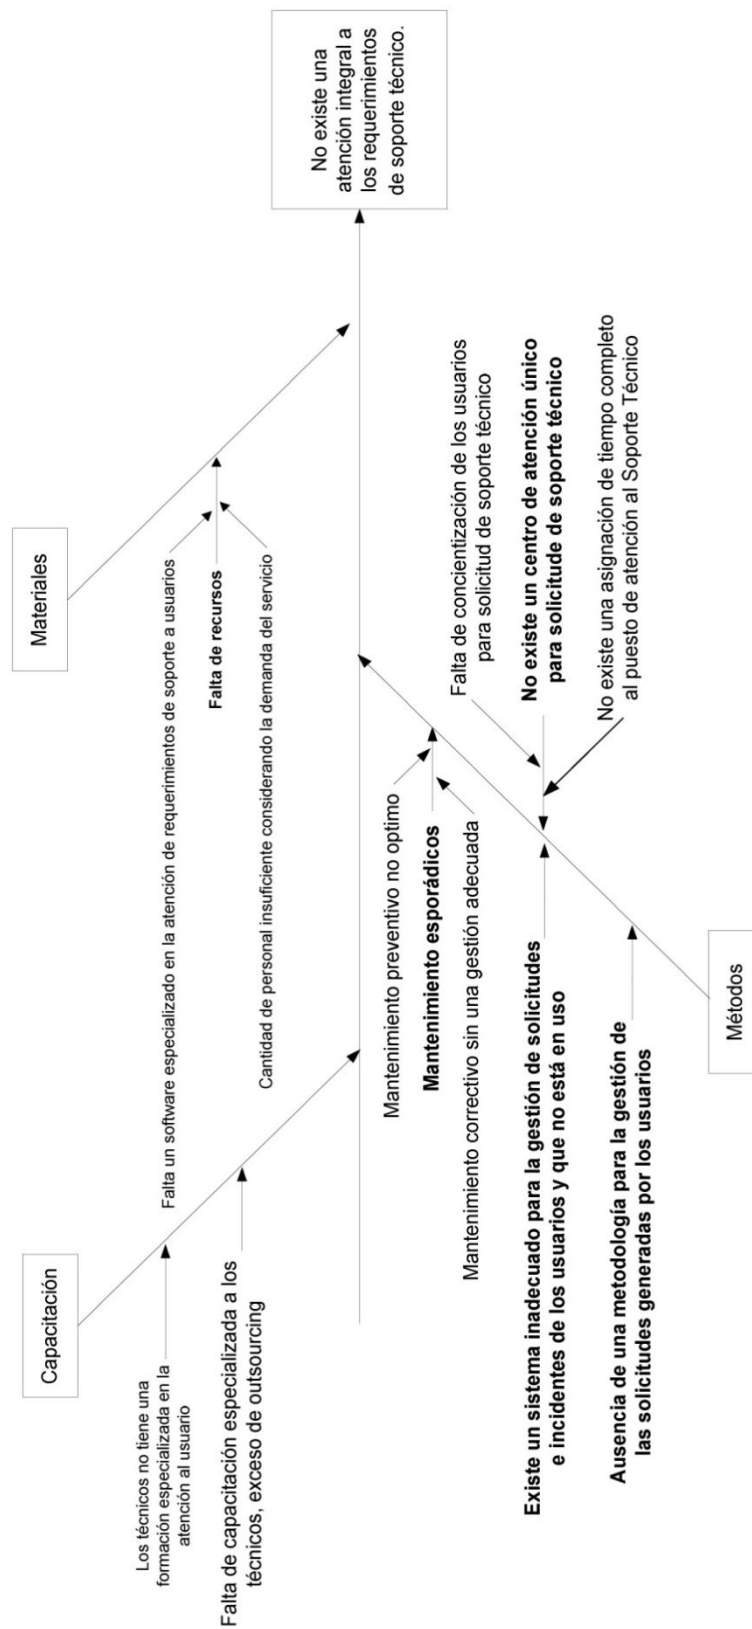 Capacitación
Los técnicos no tiene una
formación especializada en la
atención al usuario
Falta de capacitación especializada a los
técnicos, exceso de outsourcing
Materiales
Falta un software especializado en la atención de requerimientos de soporte a usuarios
Falta de recursos
Cantidad de personal insuficiente considerando la demanda del servicio
No existe una
atención integral a
los requerimientos
de soporte técnico.
Mantenimiento preventivo no optimo
Mantenimiento esporádicos
Mantenimiento correctivo sin una gestión adecuada
Falta de concientización de los usuarios
para solicitud de soporte técnico
No existe un centro de atención único
para solicitude de soporte técnico
No existe una asignación de tiempo completo
al puesto de atención al Soporte Técnico
Existe un sistema inadecuado para la gestión de solicitudes
e incidentes de los usuarios y que no está en uso
Ausencia de una metodología para la gestión de
las solicitudes generadas por los usuarios
Métodos